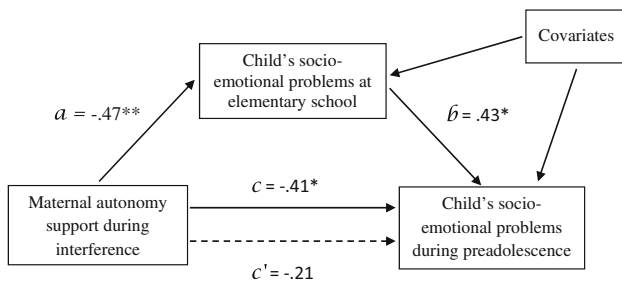 Covariates
Child's socio-
emotional problems at
elementary school
a = -.47**
b = .43*
Maternal autonomy
support during
interference
c = -.41*
c' = -.21
Child's socio-
emotional problems
during preadolescence